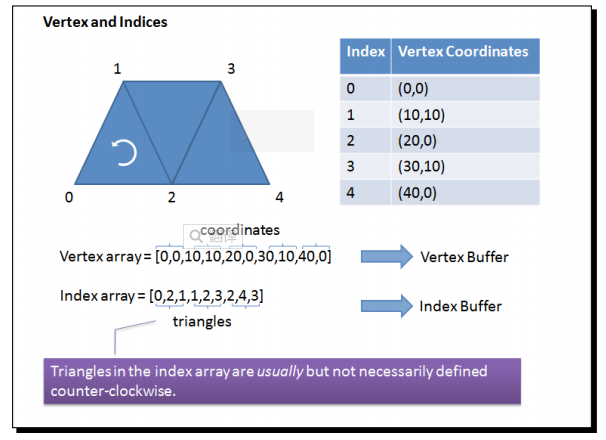 Vertex and Indices
1
3
0
2
4
Index Vertex Coordinates
0 (0,0)
1 (10,10)
2 (20,0)
3 (30,10)
4 (40,0)
coordinates
翻译
Vertex array = [0,0,10,10,20,0,30,10,40,0]
Vertex Buffer
Index array = [0,2,1,1,2,3,2,4,3]
Index Buffer
triangles
Triangles in the index array are usually but not necessarily defined
counter-clockwise.